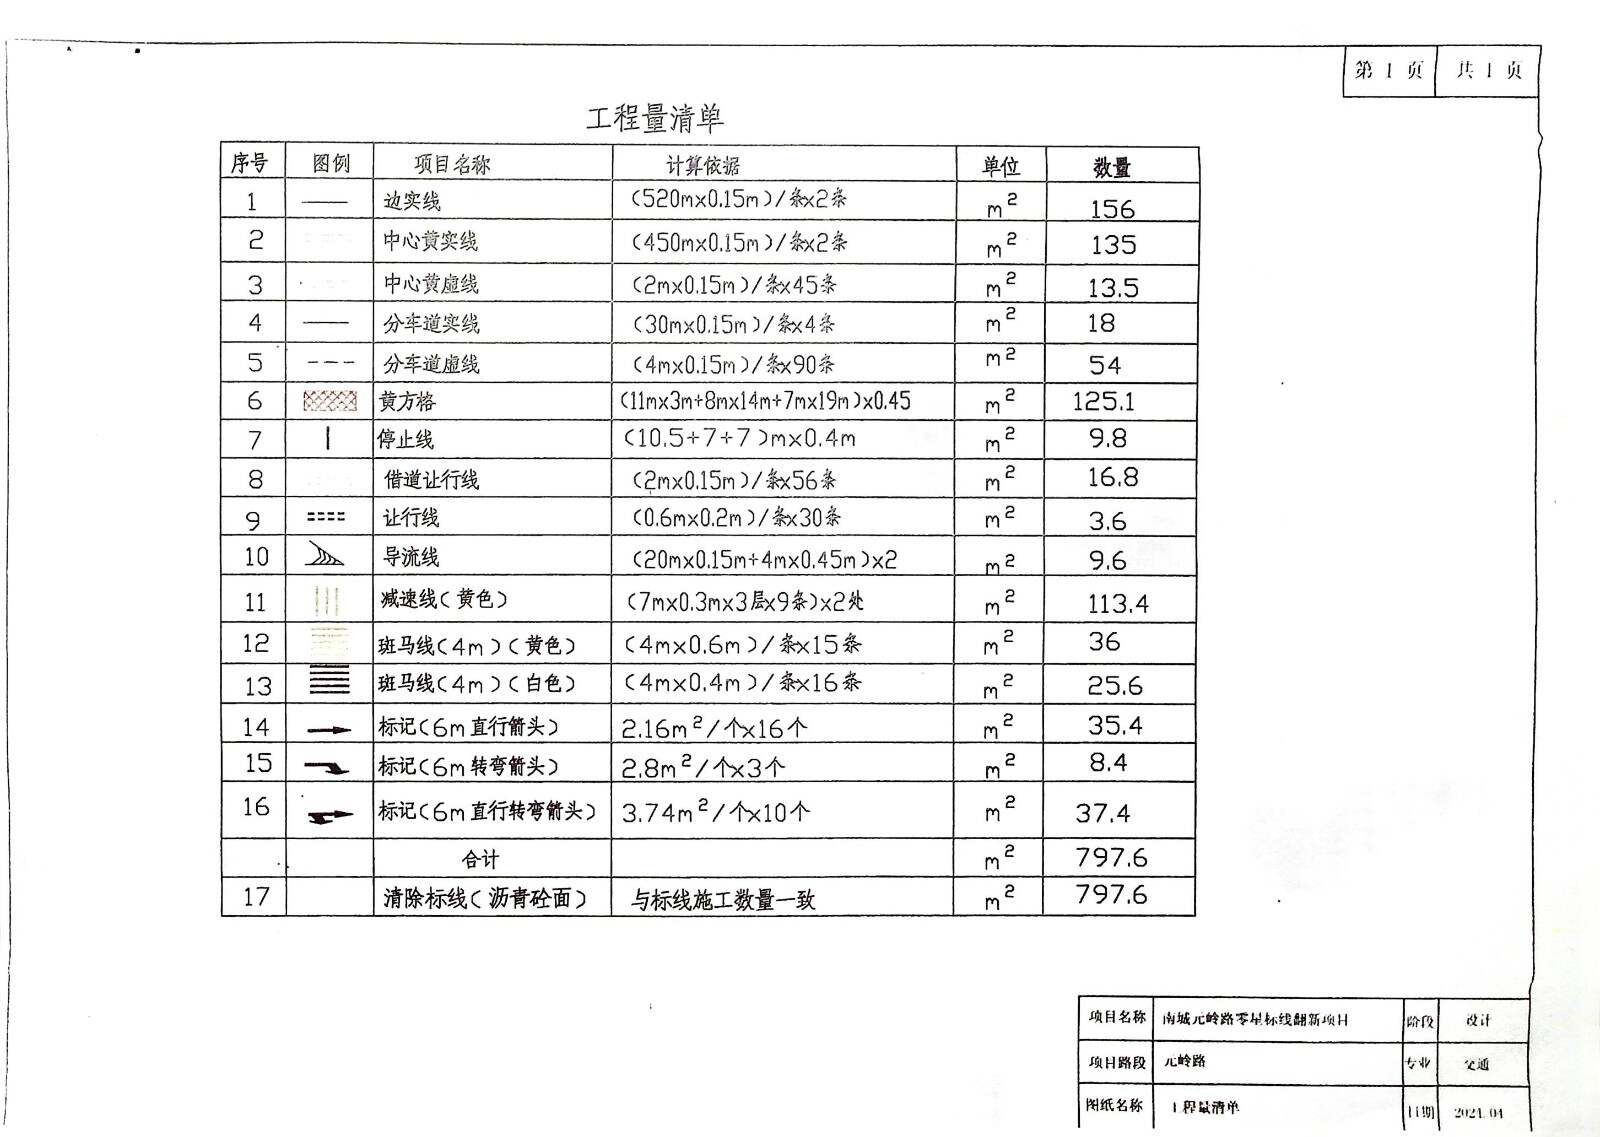 第 1 页 共 1 页
工程量清单
序号 图例 项目名称 计算依据 单位 数量
1 边实线 (520m×0.15m)/条×2条 m² 156
2 中心黄实线 (450m×0.15m)/条×2条 m² 135
3 中心黄虚线 (2m×0.15m)/条×45条 m² 13.5
4 分车道实线 (30m×0.15m)/条×4条 m² 18
5 分车道虚线 (4m×0.15m)/条×90条 m² 54
6 黄方格 (11m×3m+8m×14m+7m×19m)×0.45 m² 125.1
7 停止线 (10.5+7+7)m×0.4m m² 9.8
8 借道让行线 (2m×0.15m)/条×56条 m² 16.8
9 让行线 (0.6m×0.2m)/条×30条 m² 3.6
10 导流线 (20m×0.15m+4m×0.45m)×2 m² 9.6
11 减速线(黄色) (7m×0.3m×3层×9条)×2处 m² 113.4
12 斑马线(4m)(黄色) (4m×0.6m)/条×15条 m² 36
13 斑马线(4m)(白色) (4m×0.4m)/条×16条 m² 25.6
14 标记(6m直行箭头) 2.16m²/个×16个 m² 35.4
15 标记(6m转弯箭头) 2.8m²/个×3个 m² 8.4
16 标记(6m直行转弯箭头) 3.74m²/个×10个 m² 37.4
合计 m² 797.6
17 清除标线(沥青砼面) 与标线施工数量一致 m² 797.6
项目名称 南城元岭路零星标线翻新项目 阶段 设计
项目路段 元岭路 专业 交通
图纸名称 工程量清单 日期 2024.04